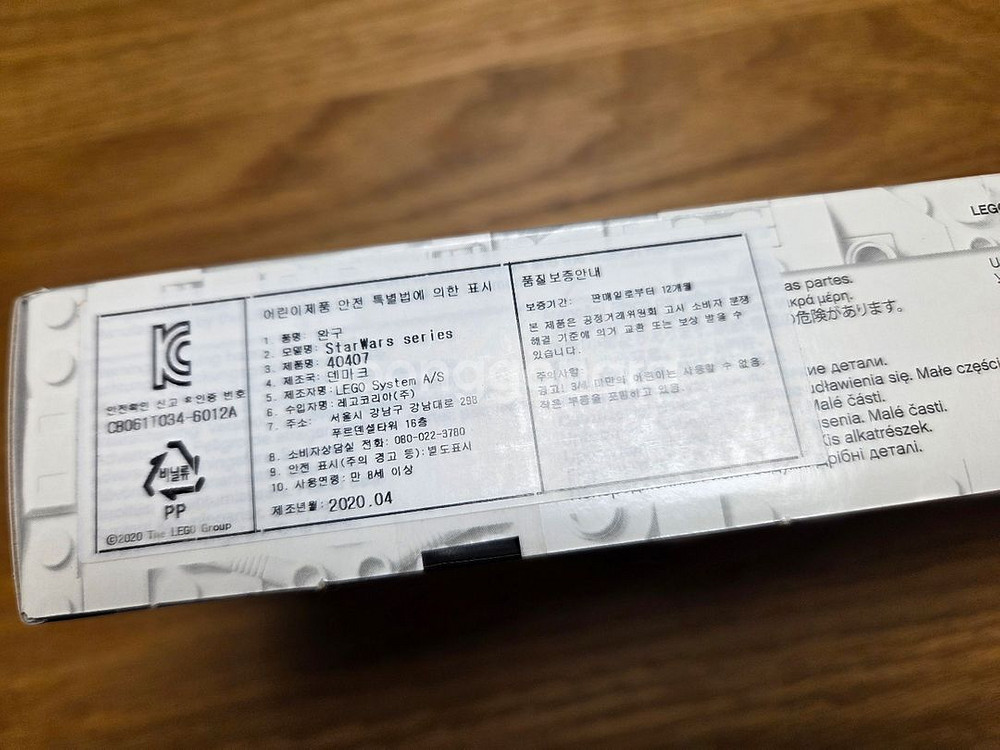 안전확인 신고 확인증 번호
CB061T034-6012A
비닐류
PP
©2020 The LEGO Group
어린이제품 안전 특별법에 의한 표시
1. 품명: 완구
2. 모델명: StarWars series
3. 제품명: 40407
4. 제조국: 덴마크
5. 제조자명: LEGO System A/S
6. 수입자명: 레고코리아(주)
7. 주소: 서울시 강남구 강남대로 298
푸르덴셜타워 16층
8. 소비자상담실 전화: 080-022-3780
9. 안전 표시(주의 경고 등): 별도표시
10. 사용연령: 만 8세 이상
제조년월: 2020.04
품질보증안내
보증기간: 판매일로부터 12개월
본 제품은 공정거래위원회 고시 소비자 분쟁
해결 기준에 의거 교환 또는 보상 받을 수
있습니다.
주의사항
경고! 3세 미만의 어린이는 사용할 수 없음.
작은 부품을 포함하고 있음.
LEGO
as partes.
κρά μέρη.
危険があります。
ие детали.
udławienia się. Małe części
Malé části.
senia. Malé časti.
Kis alkatrészek.
рібні деталі.